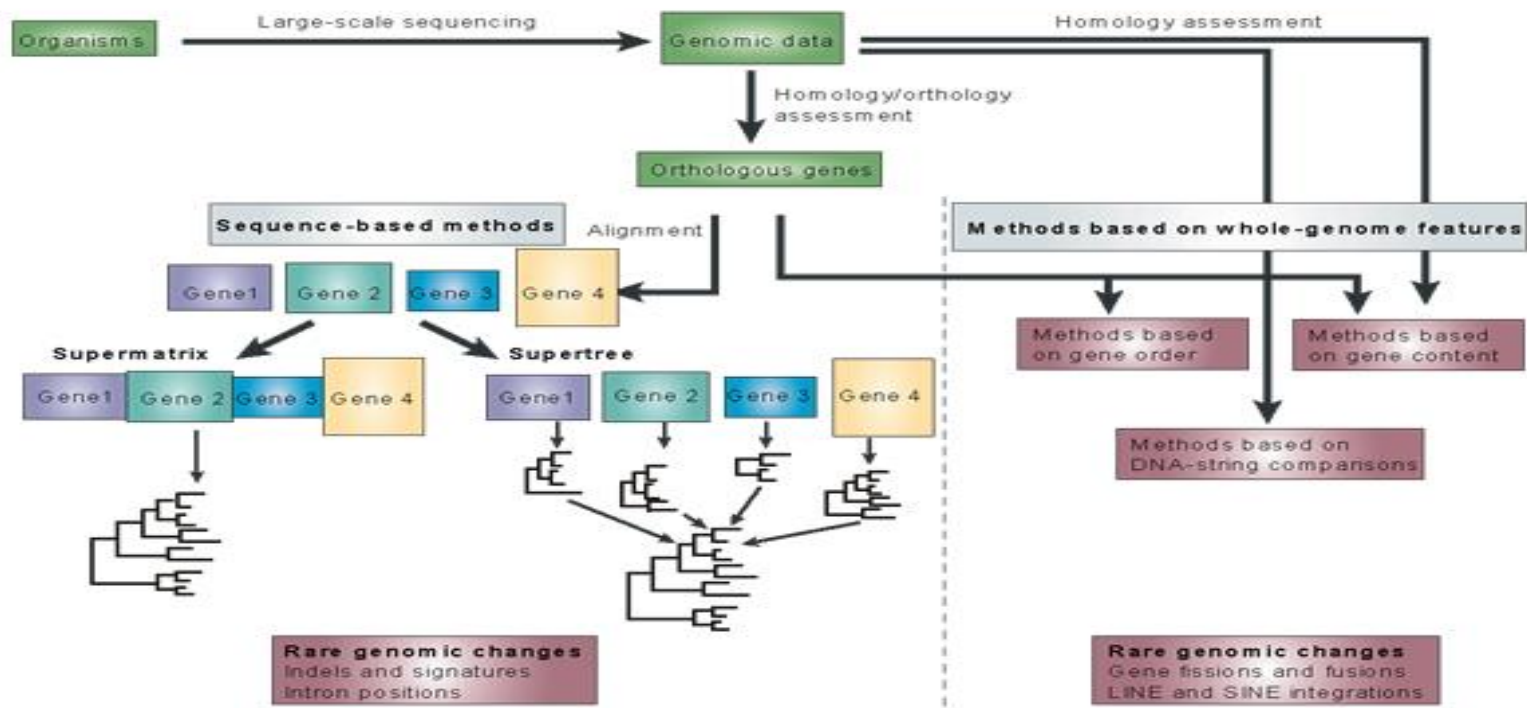 Large-scale sequencing
Homology assessment
Organisms
Genomic data
Homology/orthology
assessment
Orthologous genes
Sequence-based methods
Alignment
Methods based on whole-genome features
Gene1
Gene 2
Gene 3
Gene 4
Methods based
on gene order
Methods based
on gene content
Supermatrix
Supertree
Gene1
Gene 2
Gene 3
Gene 4
Gene1
Gene 2
Gene 3
Gene 4
Methods based on
DNA-string comparisons
Rare genomic changes
Indels and signatures
Intron positions
Rare genomic changes
Gene fissions and fusions
LINE and SINE integrations